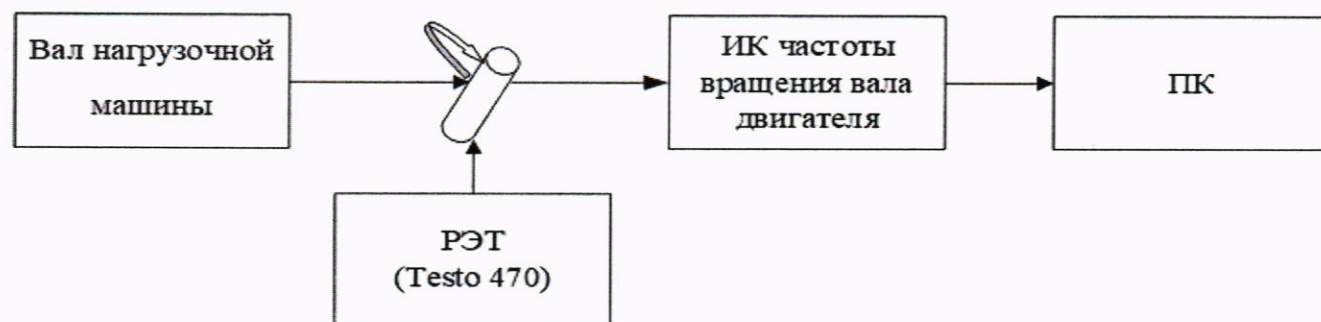 Вал нагрузочной
машины
ИК частоты
вращения вала
двигателя
ПК
РЭТ
(Testo 470)